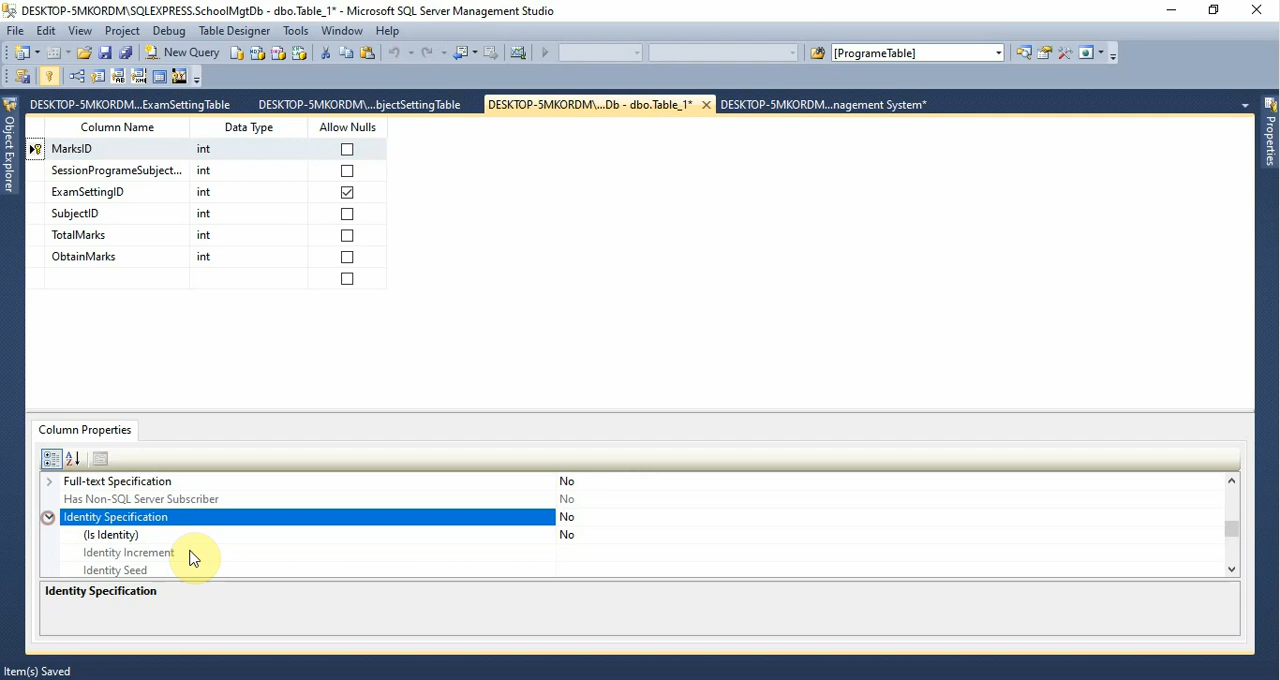 DESKTOP-5MKORDM\SQLEXPRESS.SchoolMgtDb - dbo.Table_1* - Microsoft SQL Server Management Studio
File Edit View Project Debug Table Designer Tools Window Help
New Query [ProgrameTable]
DESKTOP-5MKORDM...ExamSettingTable DESKTOP-5MKORDM\...bjectSettingTable DESKTOP-5MKORDM\...Db - dbo.Table_1* DESKTOP-5MKORDM...nagement System*
Object Explorer
Properties
Column Name Data Type Allow Nulls
MarksID int
SessionProgrameSubject... int
ExamSettingID int
SubjectID int
TotalMarks int
ObtainMarks int
Column Properties
Full-text Specification No
Has Non-SQL Server Subscriber No
Identity Specification No
(Is Identity) No
Identity Increment
Identity Seed
Identity Specification
Item(s) Saved